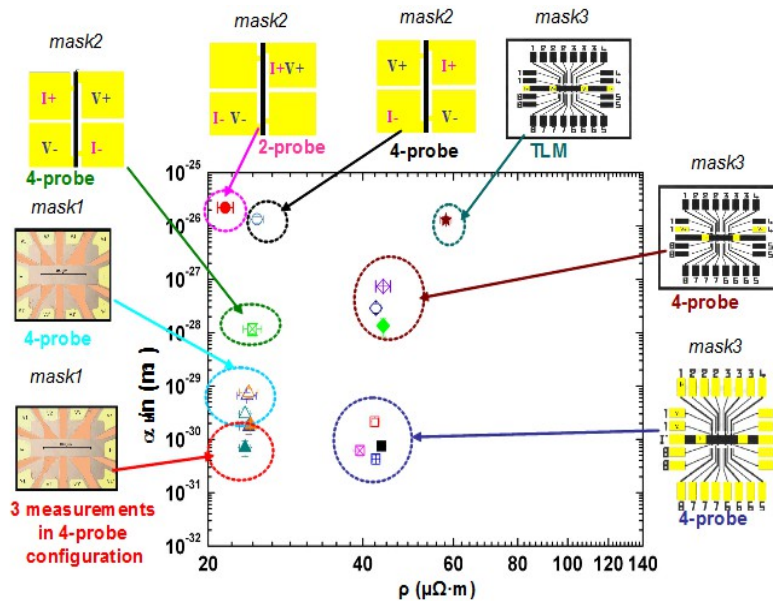 mask2
mask2
mask2
mask3
I+
V+
V-
I-
I+V+
I- V-
V+
I+
I-
V-
4-probe
2-probe
4-probe
TLM
mask1
4-probe
mask1
3 measurements
in 4-probe
configuration
mask3
4-probe
mask3
4-probe
10-25
10-26
10-27
10-28
10-29
10-30
10-31
10-32
20
40
60
80
100
120
140
ρ (μΩ·m)